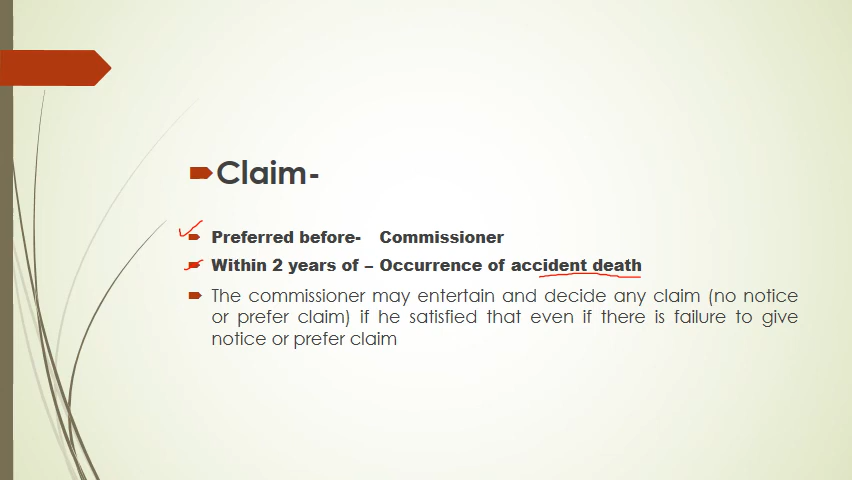 Claim-
Preferred before- Commissioner
Within 2 years of – Occurrence of accident death
The commissioner may entertain and decide any claim (no notice
or prefer claim) if he satisfied that even if there is failure to give
notice or prefer claim